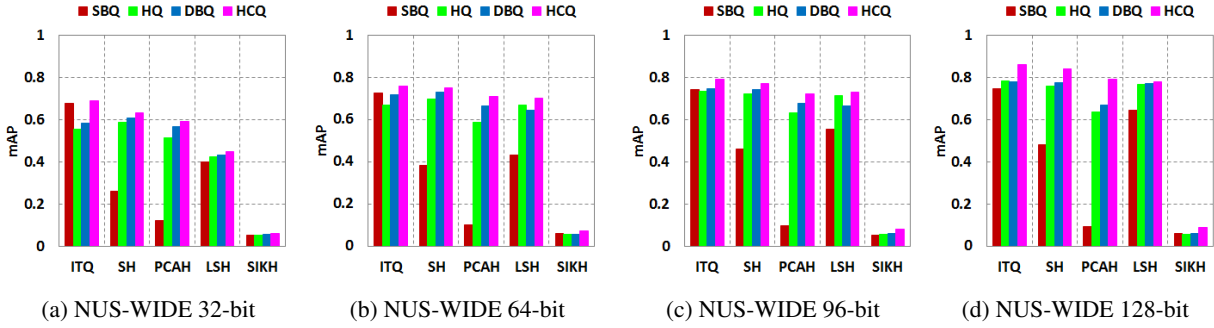 SBQ HQ DBQ HCQ
1
0.8
0.6
0.4
0.2
0
mAP
ITQ SH PCAH LSH SIKH
(a) NUS-WIDE 32-bit
SBQ HQ DBQ HCQ
1
0.8
0.6
0.4
0.2
0
mAP
ITQ SH PCAH LSH SIKH
(b) NUS-WIDE 64-bit
SBQ HQ DBQ HCQ
1
0.8
0.6
0.4
0.2
0
mAP
ITQ SH PCAH LSH SIKH
(c) NUS-WIDE 96-bit
SBQ HQ DBQ HCQ
1
0.8
0.6
0.4
0.2
0
mAP
ITQ SH PCAH LSH SIKH
(d) NUS-WIDE 128-bit